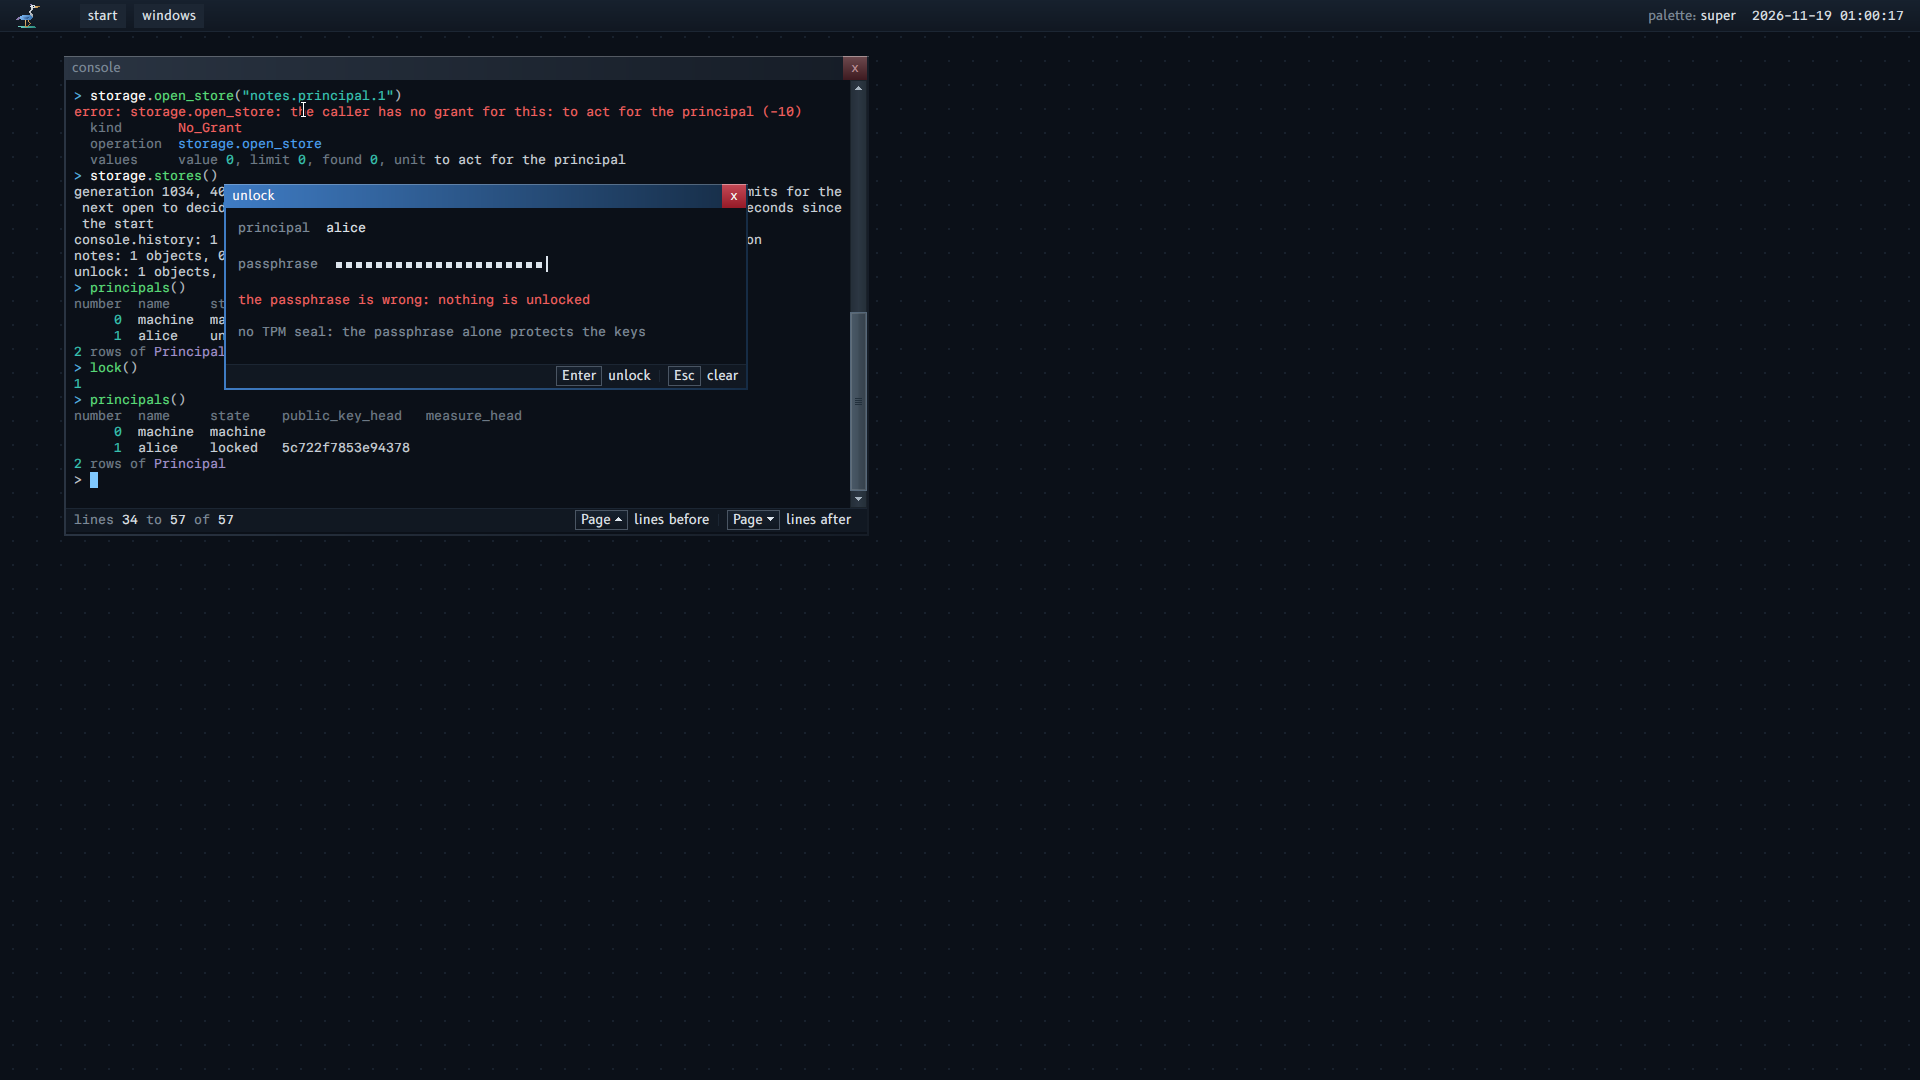 start windows palette: super 2026-11-19 01:00:17
console x
> storage.open_store("notes.principal.1")
error: storage.open_store: the caller has no grant for this: to act for the principal (-10)
kind No_Grant
operation storage.open_store
values value 0, limit 0, found 0, unit to act for the principal
> storage.stores()
generation 1034, 40
mits for the
next open to decid
econds since
the start
console.history: 1
on
notes: 1 objects, 0
unlock: 1 objects,
> principals()
number name st
0 machine ma
1 alice un
2 rows of Principal
> lock()
1
> principals()
number name state public_key_head measure_head
0 machine machine
1 alice locked 5c722f7853e94378
2 rows of Principal
>
lines 34 to 57 of 57 Page lines before Page lines after
unlock x
principal alice
passphrase
the passphrase is wrong: nothing is unlocked
no TPM seal: the passphrase alone protects the keys
Enter unlock Esc clear